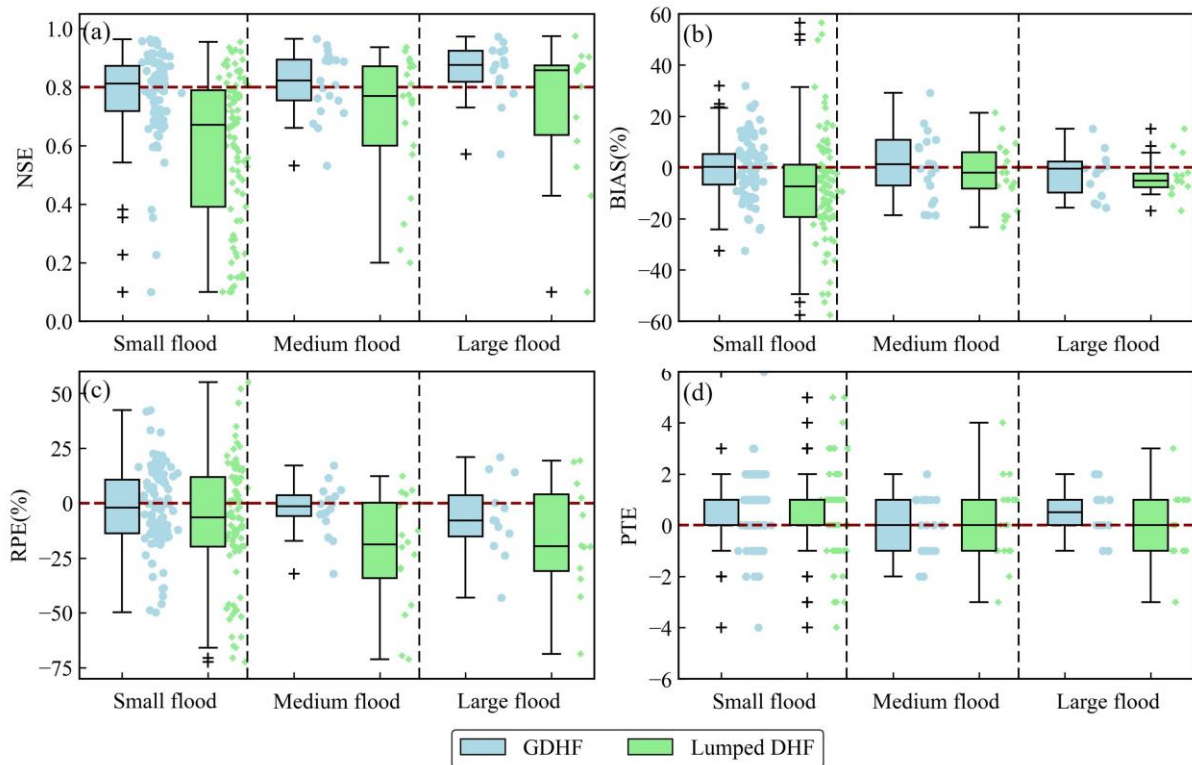 (a)
NSE
1.0
0.8
0.6
0.4
0.2
0.0
Small flood
Medium flood
Large flood
(b)
BIAS(%)
60
40
20
0
−20
−40
−60
Small flood
Medium flood
Large flood
(c)
RPE(%)
50
25
0
−25
−50
−75
Small flood
Medium flood
Large flood
(d)
PTE
6
4
2
0
−2
−4
−6
Small flood
Medium flood
Large flood
GDHF
Lumped DHF